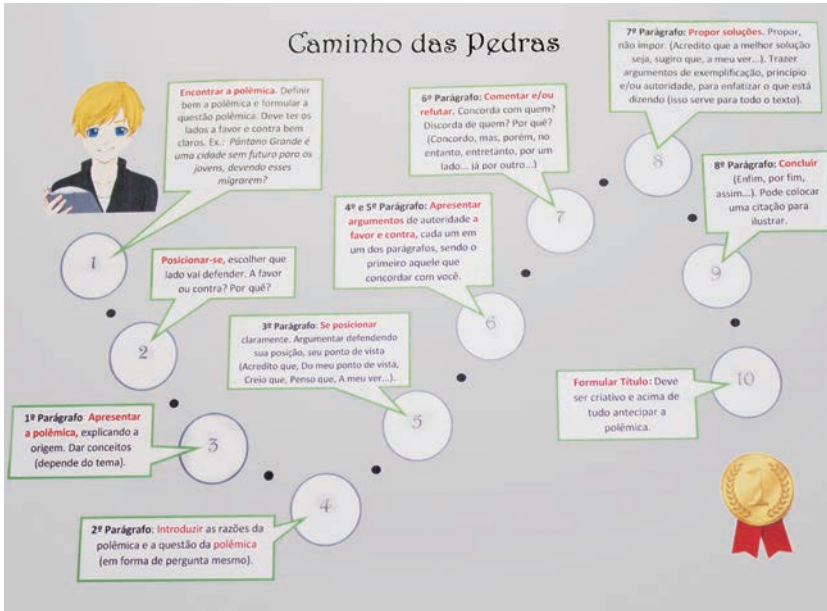 Caminho das Pedras
1
Encontrar a polêmica. Definir
bem a polêmica e formular a
questão polêmica. Deve ter os
lados a favor e contra bem
claros. Ex.: Pântano Grande é
uma cidade sem futuro para os
jovens, devendo esses
migrarem?
2
Posicionar-se, escolher que
lado vai defender. A favor
ou contra? Por quê?
3
1º Parágrafo: Apresentar
a polêmica, explicando a
origem. Dar conceitos
(depende do tema).
4
2º Parágrafo: Introduzir as razões da
polêmica e a questão da polêmica
(em forma de pergunta mesmo).
5
3º Parágrafo: Se posicionar
claramente. Argumentar defendendo
sua posição, seu ponto de vista
(Acredito que, Do meu ponto de vista,
Creio que, Penso que, A meu ver...).
6
4º e 5º Parágrafo: Apresentar
argumentos de autoridade a
favor e contra, cada um em
um dos parágrafos, sendo o
primeiro aquele que
concordar com você.
7
6º Parágrafo: Comentar e/ou
refutar. Concorda com quem?
Discorda de quem? Por quê?
(Concordo, mas, porém, no
entanto, entretanto, por um
lado... já por outro...)
8
7º Parágrafo: Propor soluções. Propor,
não impor. (Acredito que a melhor solução
seja, sugiro que, a meu ver...). Trazer
argumentos de exemplificação, princípio
e/ou autoridade, para enfatizar o que está
dizendo (isso serve para todo o texto).
9
8º Parágrafo: Concluir
(Enfim, por fim,
assim...). Pode colocar
uma citação para
ilustrar.
10
Formular Título: Deve
ser criativo e acima de
tudo antecipar a
polêmica.
1